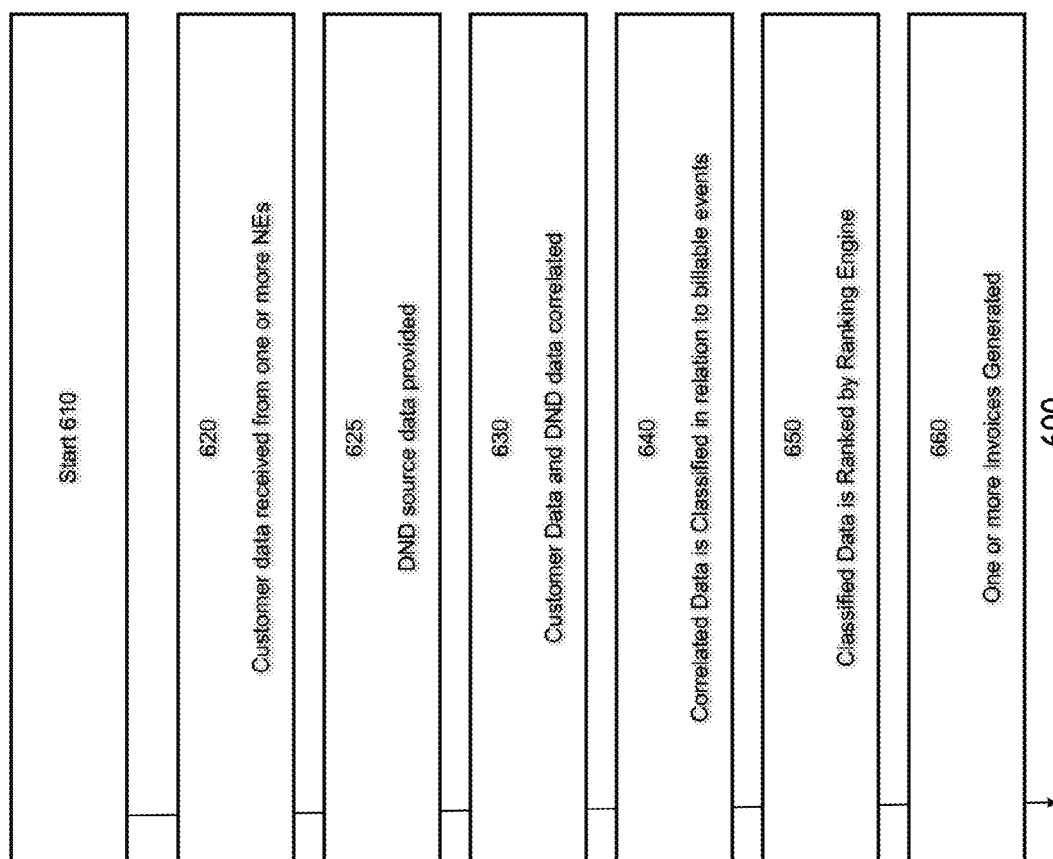 Start 610
620
Customer data received from one or more NEs
625
DND source data provided
630
Customer Data and DND data correlated
640
Correlated Data is Classified in relation to billable events
650
Classified Data is Ranked by Ranking Engine
660
One or more Invoices Generated
600